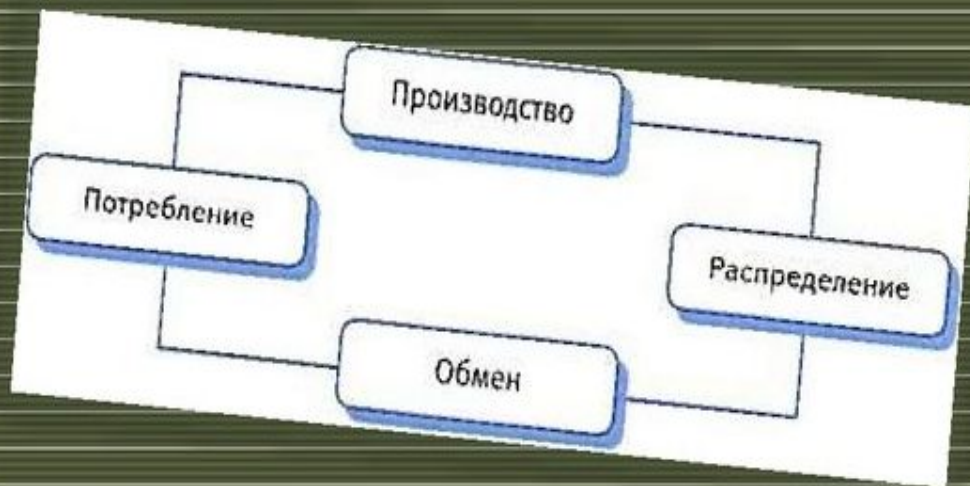 Производство
Потребление
Распределение
Обмен